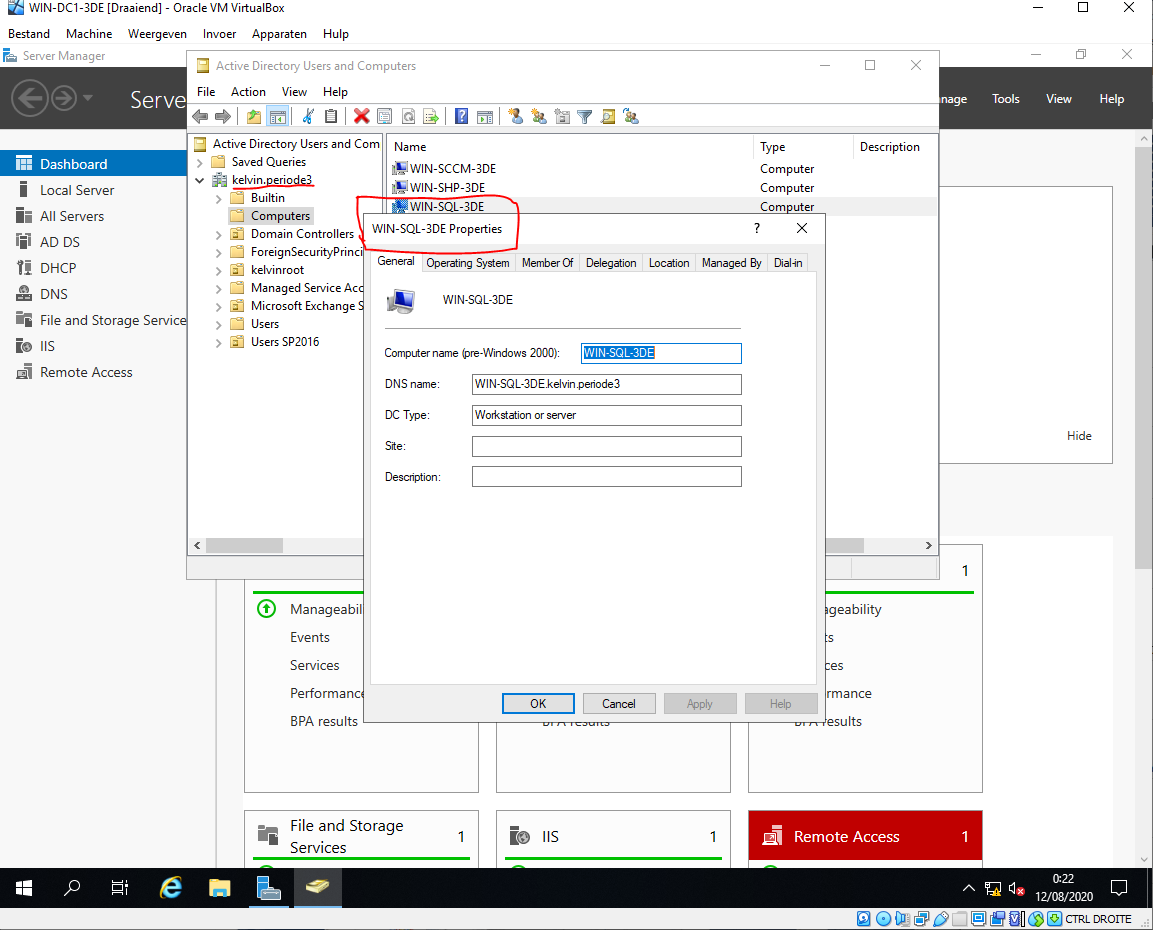 WIN-DC1-3DE [Draaiend] - Oracle VM VirtualBox
Bestand Machine Weergeven Invoer Apparaten Hulp
Server Manager
Serve
nage Tools View Help
Active Directory Users and Computers
File Action View Help
Dashboard
Local Server
All Servers
AD DS
DHCP
DNS
File and Storage Service
IIS
Remote Access
Active Directory Users and Com
Saved Queries
kelvin.periode3
Builtin
Computers
Domain Controllers
ForeignSecurityPrinci
kelvinroot
Managed Service Acc
Microsoft Exchange S
Users
Users SP2016
Name Type Description
WIN-SCCM-3DE Computer
WIN-SHP-3DE Computer
WIN-SQL-3DE Computer
WIN-SQL-3DE Properties
?
General Operating System Member Of Delegation Location Managed By Dial-in
WIN-SQL-3DE
Computer name (pre-Windows 2000): WIN-SQL-3DE
DNS name: WIN-SQL-3DE.kelvin.periode3
DC Type: Workstation or server
Site:
Description:
OK Cancel Apply Help
Hide
1
Manageabil
Events
Services
Performance
BPA results
BPA results
ageability
ts
ces
rmance
BPA results
File and Storage
Services
1
IIS 1
Remote Access 1
0:22
12/08/2020
CTRL DROITE